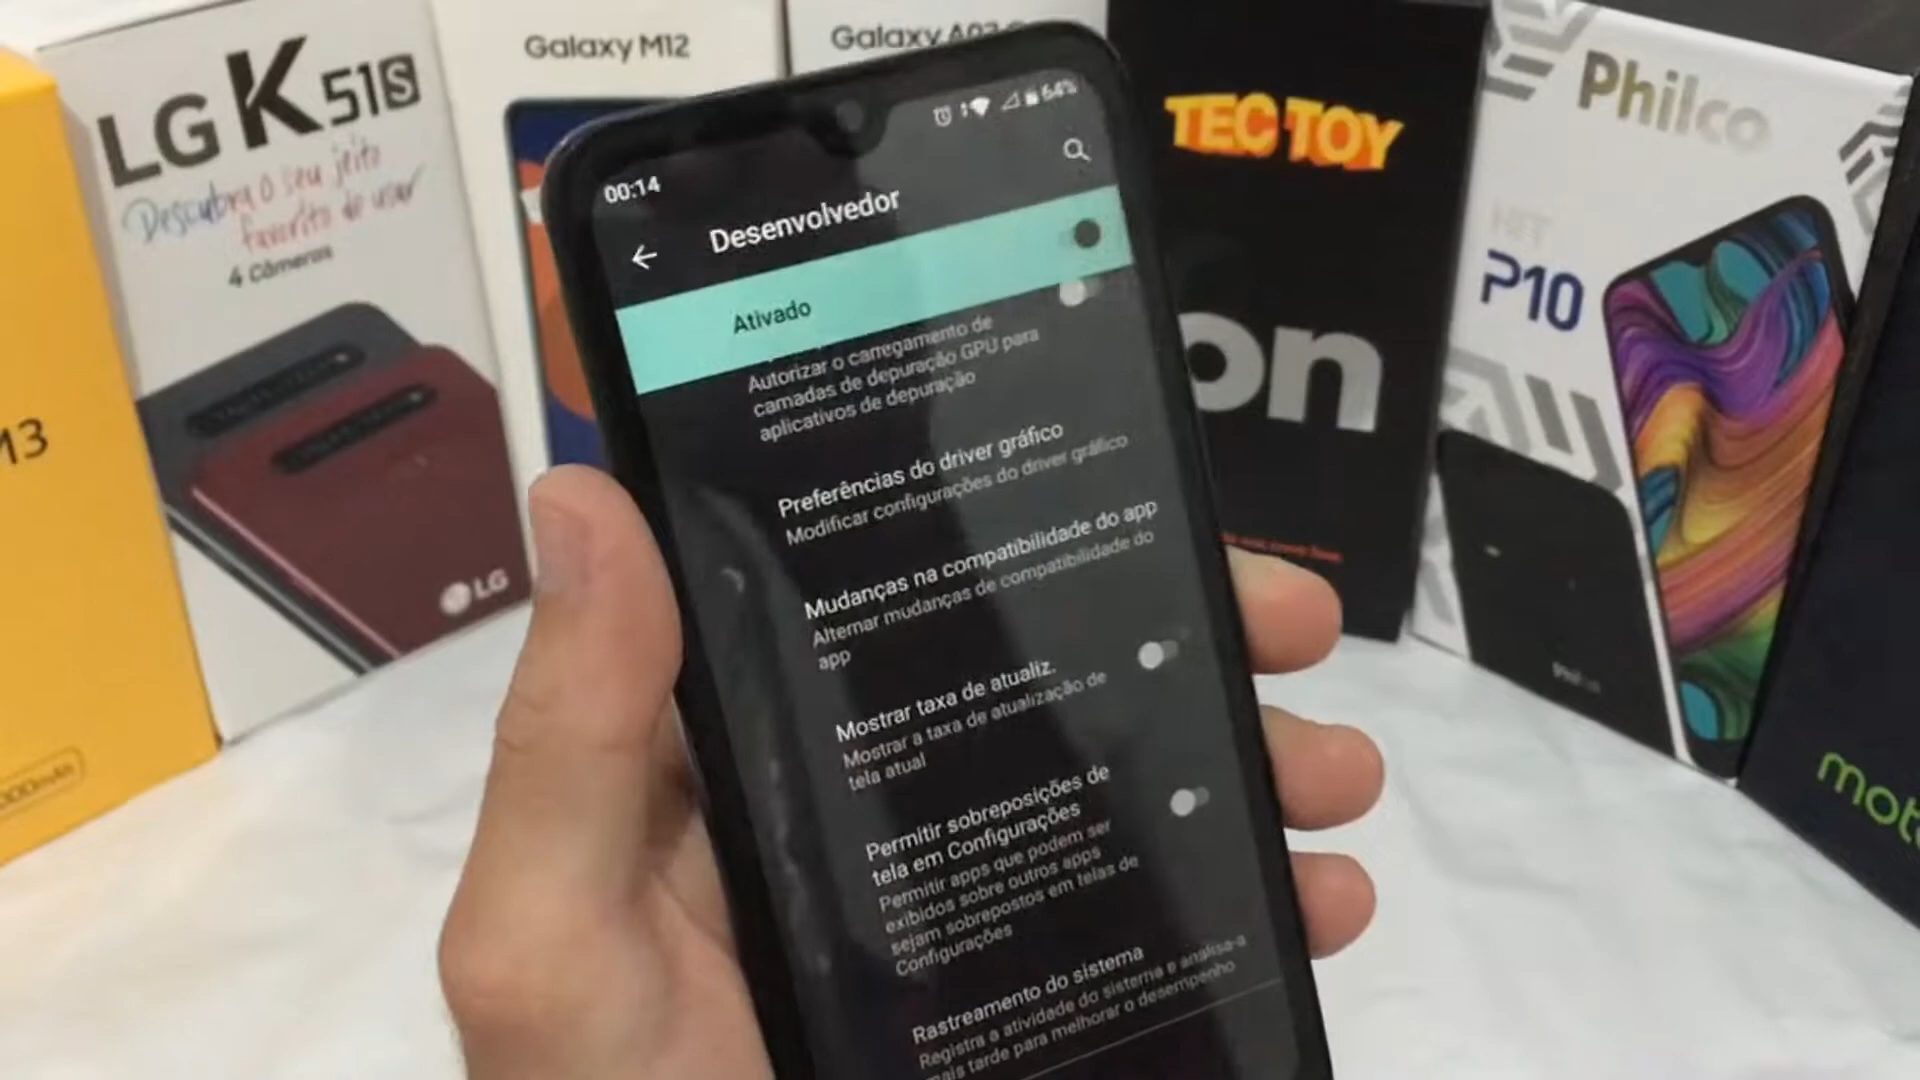 13
LG K51S
Descubra o seu jeito
favorito de usar
4 Câmeras
LG
Galaxy M12
Galaxy
TECTOY
on
Philco
HIT
P10
Philco
moto
64%
00:14
Desenvolvedor
Ativado
Autorizar o carregamento de
camadas de depuração GPU para
aplicativos de depuração
Preferências do driver gráfico
Modificar configurações do driver gráfico
Mudanças na compatibilidade do app
Alternar mudanças de compatibilidade do
app
Mostrar taxa de atualiz.
Mostrar a taxa de atualização de
tela atual
Permitir sobreposições de
tela em Configurações
Permitir apps que podem ser
exibidos sobre outros apps
sejam sobrepostos em telas de
Configurações
Rastreamento do sistema
Registra a atividade do sistema e analisa-a
mais tarde para melhorar o desempenho